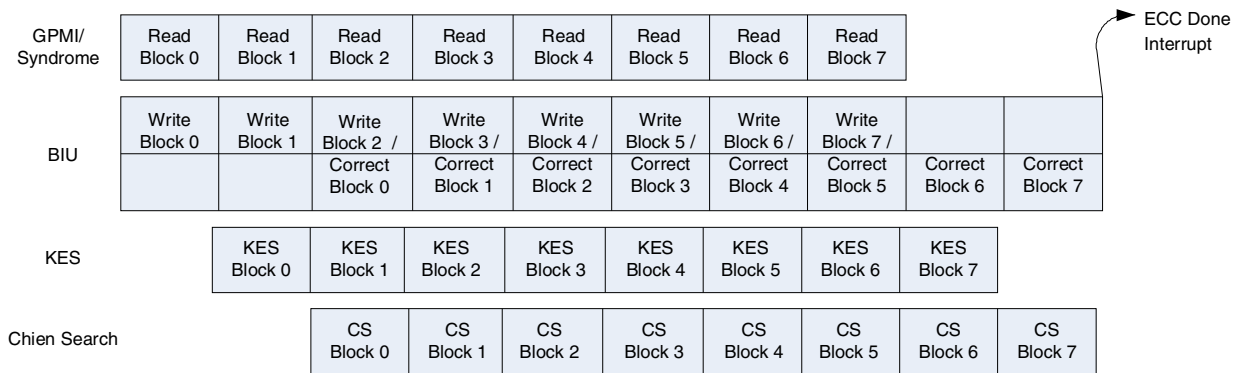 GPMI/
Syndrome
Read Read Read Read Read Read Read Read
Block 0 Block 1 Block 2 Block 3 Block 4 Block 5 Block 6 Block 7
ECC Done
Interrupt
BIU
Write Write Write Write Write Write Write Write
Block 0 Block 1 Block 2 / Block 3 / Block 4 / Block 5 / Block 6 / Block 7 /
Correct Correct Correct Correct Correct Correct Correct Correct
Block 0 Block 1 Block 2 Block 3 Block 4 Block 5 Block 6 Block 7
KES
KES KES KES KES KES KES KES KES
Block 0 Block 1 Block 2 Block 3 Block 4 Block 5 Block 6 Block 7
Chien Search
CS CS CS CS CS CS CS CS
Block 0 Block 1 Block 2 Block 3 Block 4 Block 5 Block 6 Block 7